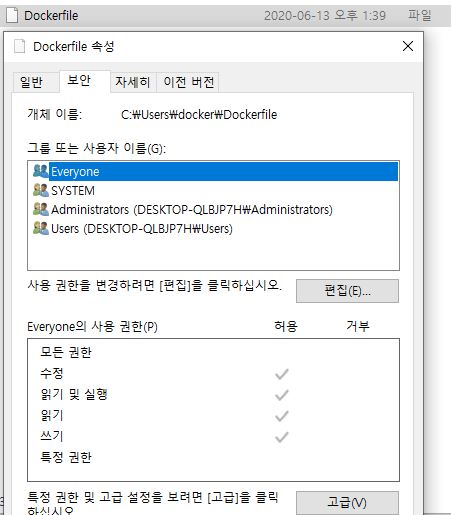 Dockerfile 2020-06-13 오후 1:39 파일
Dockerfile 속성
일반 보안 자세히 이전 버전
개체 이름: C:₩Users₩docker₩Dockerfile
그룹 또는 사용자 이름(G):
Everyone
SYSTEM
Administrators (DESKTOP-QLBJP7H₩Administrators)
Users (DESKTOP-QLBJP7H₩Users)
사용 권한을 변경하려면 [편집]을 클릭하십시오. 편집(E)...
Everyone의 사용 권한(P) 허용 거부
모든 권한
수정
읽기 및 실행
읽기
쓰기
특정 권한
특정 권한 및 고급 설정을 보려면 [고급]을 클릭 고급(V)
하십시오.